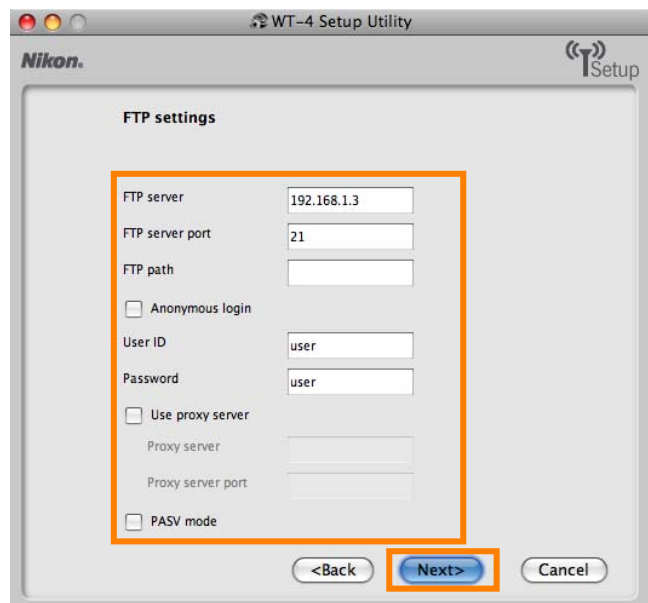 WT-4 Setup Utility
Nikon.
Setup
FTP settings
FTP server 192.168.1.3
FTP server port 21
FTP path
Anonymous login
User ID user
Password user
Use proxy server
Proxy server
Proxy server port
PASV mode
<Back Next> Cancel